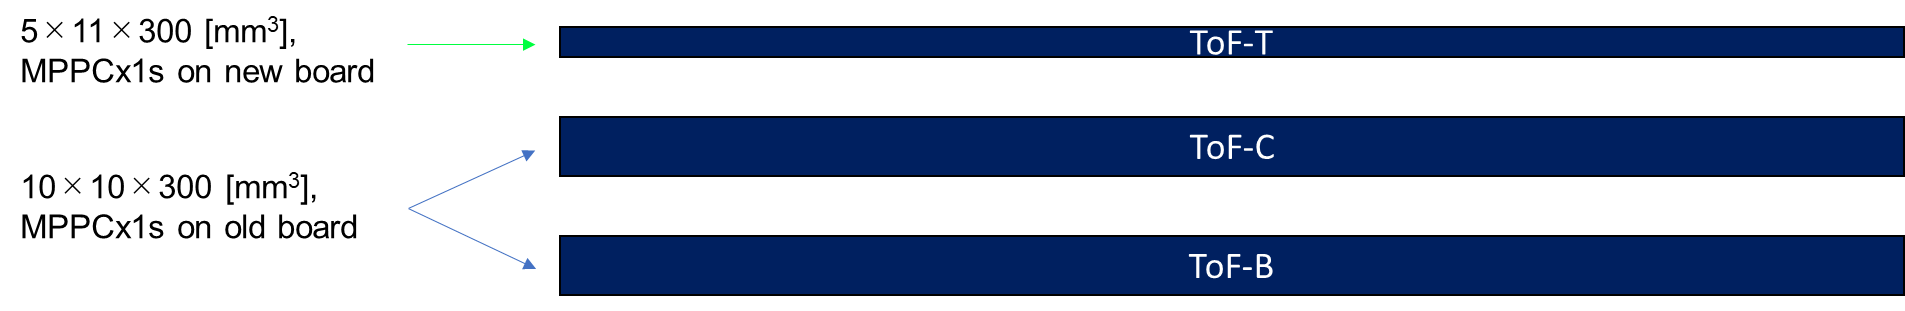 5×11×300 [mm³],
MPPCx1s on new board
ToF-T
ToF-C
10×10×300 [mm³],
MPPCx1s on old board
ToF-B